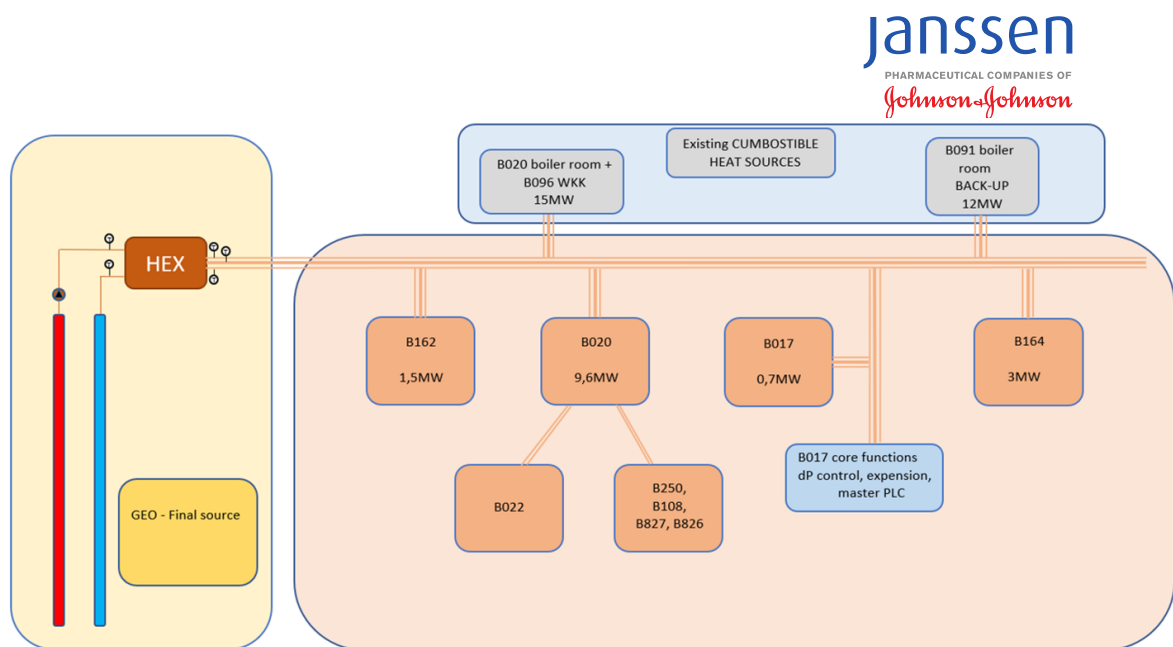 Janssen
PHARMACEUTICAL COMPANIES OF
Johnson & Johnson
Existing CUMBOSTIBLE
HEAT SOURCES
B020 boiler room +
B096 WKK
15MW
B091 boiler
room
BACK-UP
12MW
HEX
T
T
T
T
T
B162
1,5MW
B020
9,6MW
B017
0,7MW
B164
3MW
B017 core functions
dP control, expension,
master PLC
B022
B250,
B108,
B827, B826
GEO - Final source